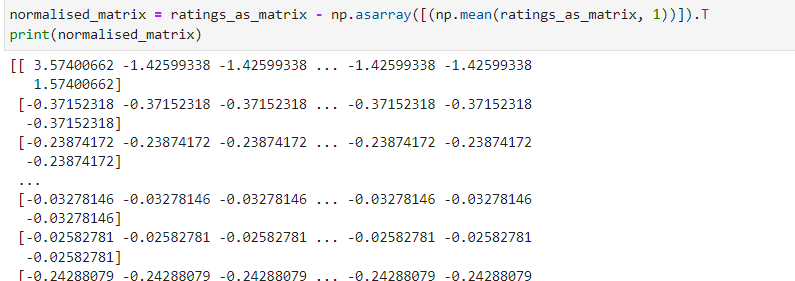 normalised_matrix = ratings_as_matrix - np.asarray([(np.mean(ratings_as_matrix, 1))]).T
print(normalised_matrix)
[[ 3.57400662 -1.42599338 -1.42599338 ... -1.42599338 -1.42599338
1.57400662]
[-0.37152318 -0.37152318 -0.37152318 ... -0.37152318 -0.37152318
-0.37152318]
[-0.23874172 -0.23874172 -0.23874172 ... -0.23874172 -0.23874172
-0.23874172]
...
[-0.03278146 -0.03278146 -0.03278146 ... -0.03278146 -0.03278146
-0.03278146]
[-0.02582781 -0.02582781 -0.02582781 ... -0.02582781 -0.02582781
-0.02582781]
[-0.24288079 -0.24288079 -0.24288079 ... -0.24288079 -0.24288079